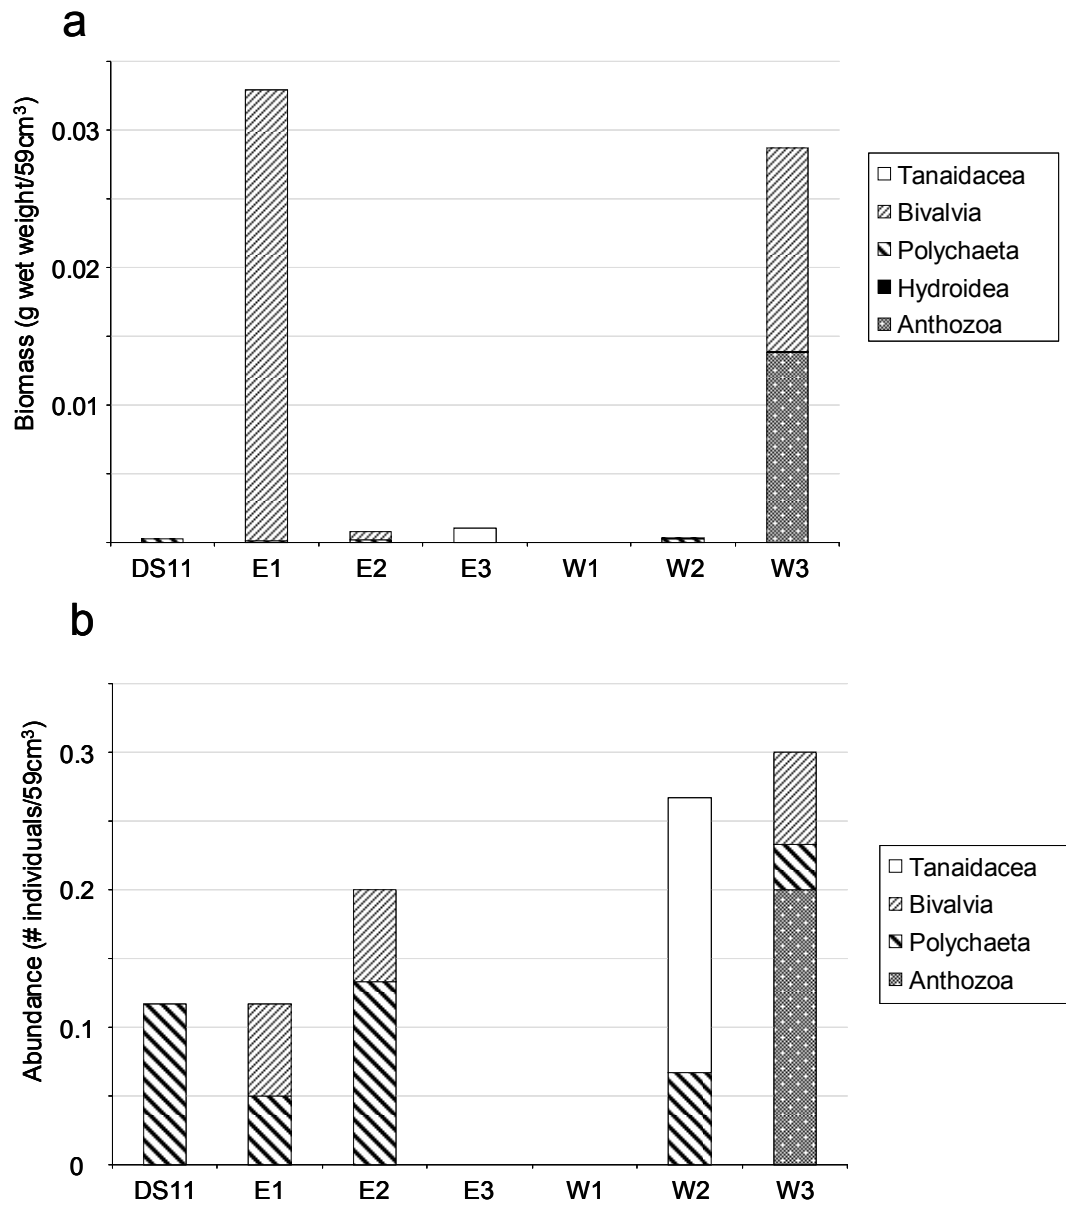 a
Biomass (g wet weight/59cm³)
0.03
0.02
0.01
DS11 E1 E2 E3 W1 W2 W3
Tanaidacea
Bivalvia
Polychaeta
Hydroidea
Anthozoa
b
Abundance (# individuals/59cm³)
0.3
0.2
0.1
0
DS11 E1 E2 E3 W1 W2 W3
Tanaidacea
Bivalvia
Polychaeta
Anthozoa